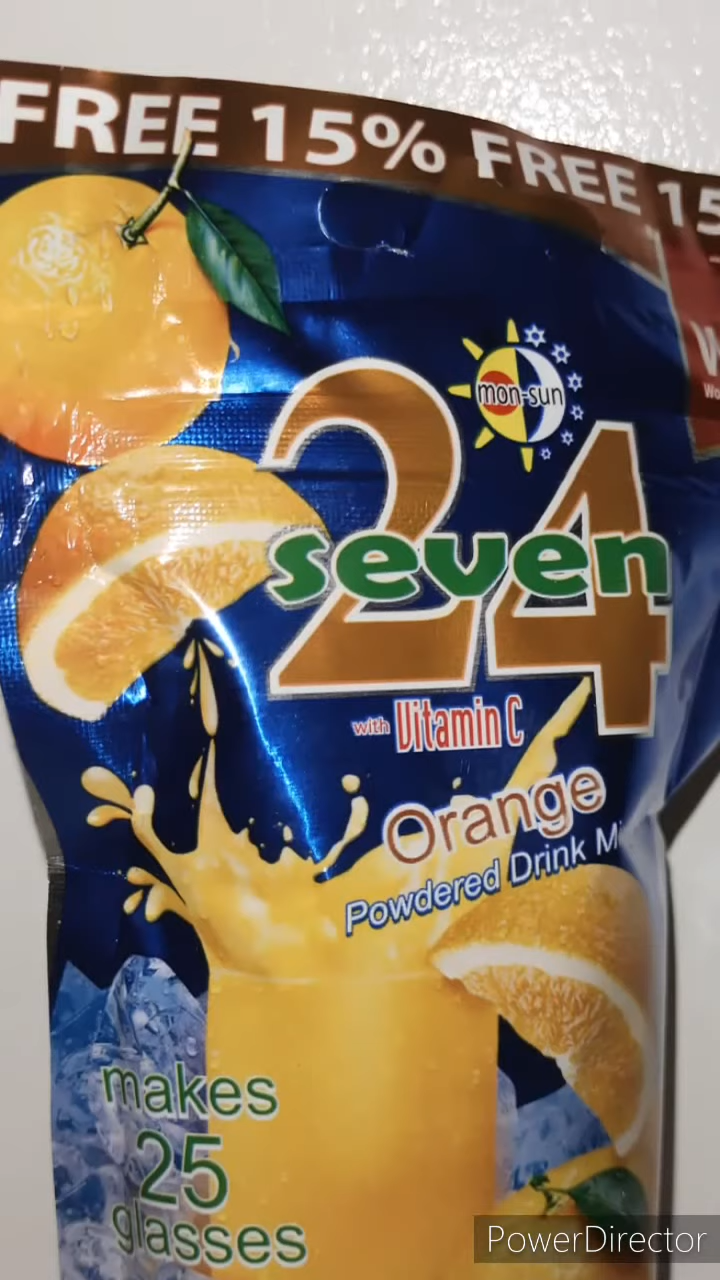 FREE 15% FREE 15
mon-sun
24
seven
with Vitamin C
Orange
Powdered Drink M
makes
25
glasses
PowerDirector